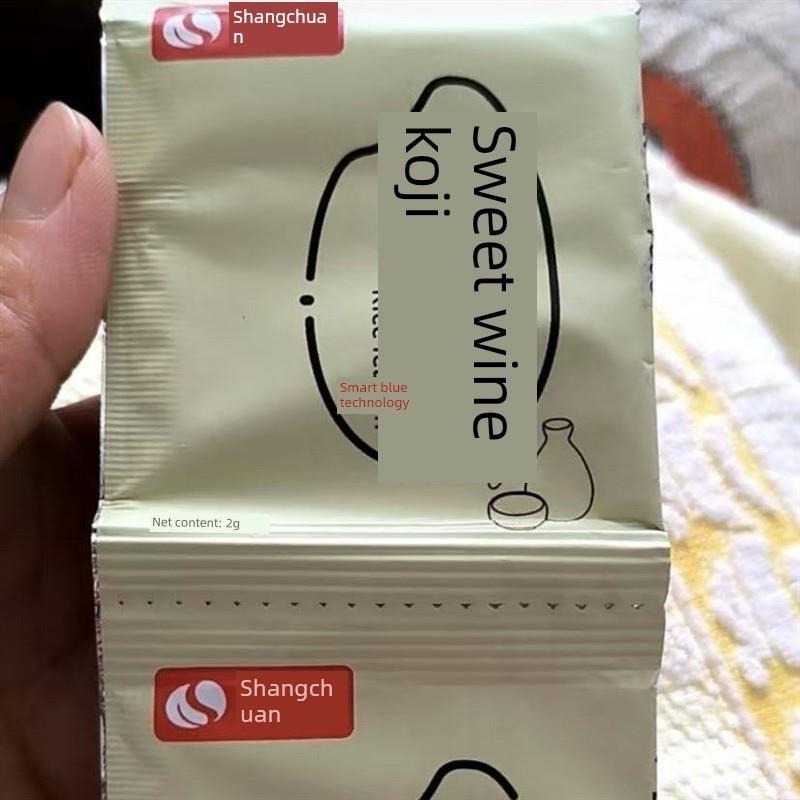 Shangchua
n
Sweet wine
koji
Smart blue
technology
Net content: 2g
Shangch
uan